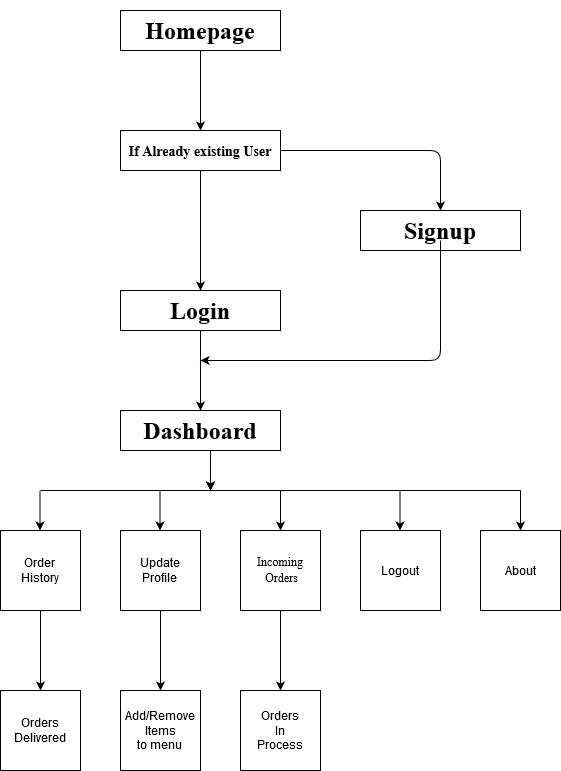 Homepage
If Already existing User
Signup
Login
Dashboard
Order
History
Update
Profile
Incoming
Orders
Logout
About
Orders
Delivered
Add/Remove
Items
to menu
Orders
In
Process